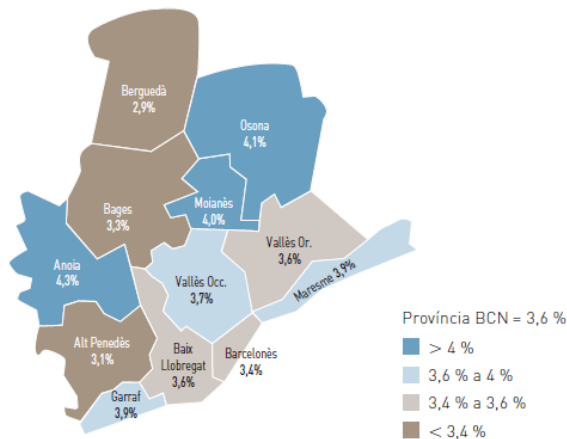 Berguedà
2,9%
Osona
4,1%
Moianès
4,0%
Bages
3,3%
Vallès Or.
3,6%
Maresme 3,9%
Anoia
4,3%
Vallès Occ.
3,7%
Alt Penedès
3,1%
Baix
Llobregat
3,6%
Barcelonès
3,4%
Garraf
3,9%
Província BCN = 3,6 %
> 4 %
3,6 % a 4 %
3,4 % a 3,6 %
< 3,4 %